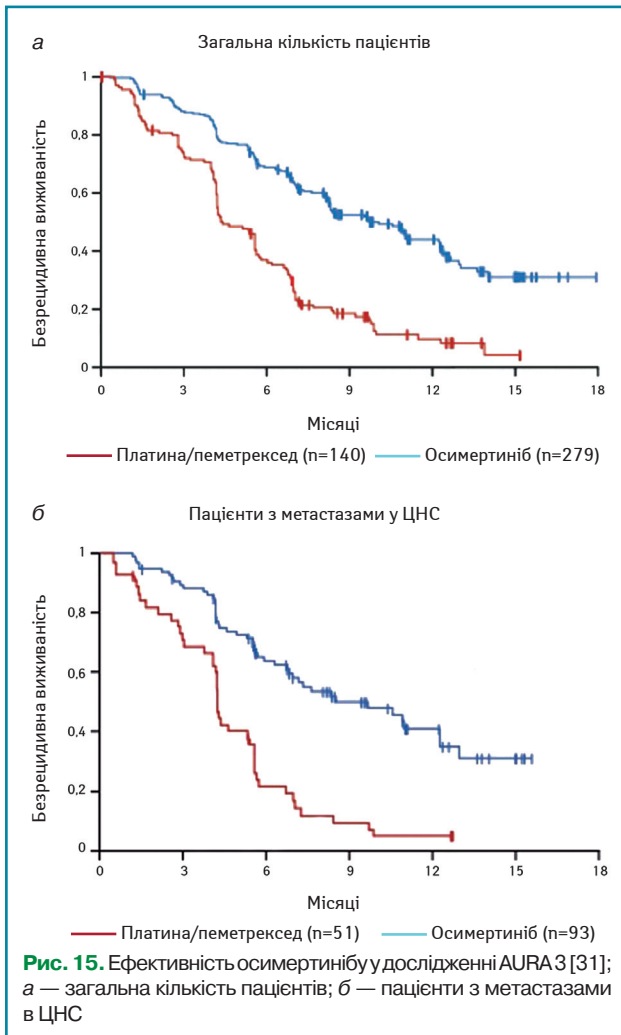 а
Загальна кількість пацієнтів
Безрецидивна виживаність
1
0,8
0,6
0,4
0,2
0
0 3 6 9 12 15 18
Місяці
Платина/пеметрексед (n=140) Осимертиніб (n=279)
б
Пацієнти з метастазами у ЦНС
Безрецидивна виживаність
1
0,8
0,6
0,4
0,2
0
0 3 6 9 12 15 18
Місяці
Платина/пеметрексед (n=51) Осимертиніб (n=93)
Рис. 15. Ефективність осимертинібу у дослідженні AURA 3 [31];
а — загальна кількість пацієнтів; б — пацієнти з метастазами
в ЦНС